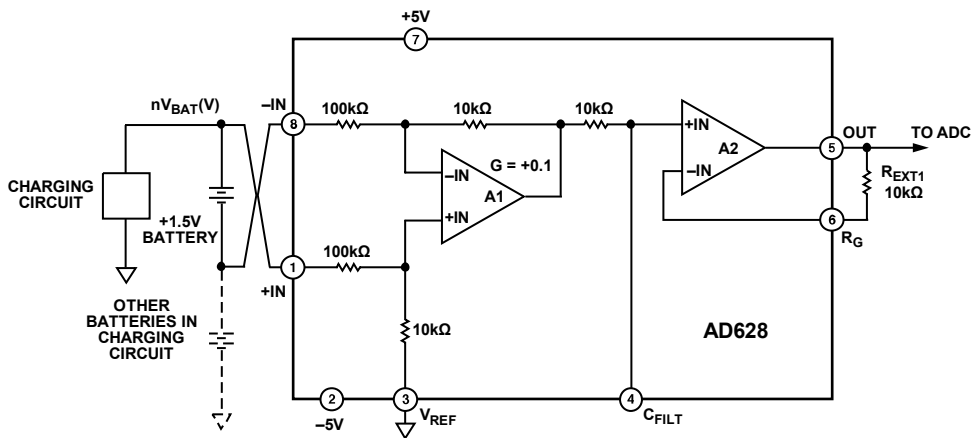 +5V
7
nVBAT(V)
–IN
8
100kΩ
10kΩ
10kΩ
+IN
A2
–IN
OUT
5
TO ADC
REXT1
10kΩ
6
RG
G = +0.1
–IN
A1
+IN
CHARGING
CIRCUIT
+1.5V
BATTERY
100kΩ
1
+IN
OTHER
BATTERIES IN
CHARGING
CIRCUIT
10kΩ
AD628
2
–5V
3
VREF
4
CFILT